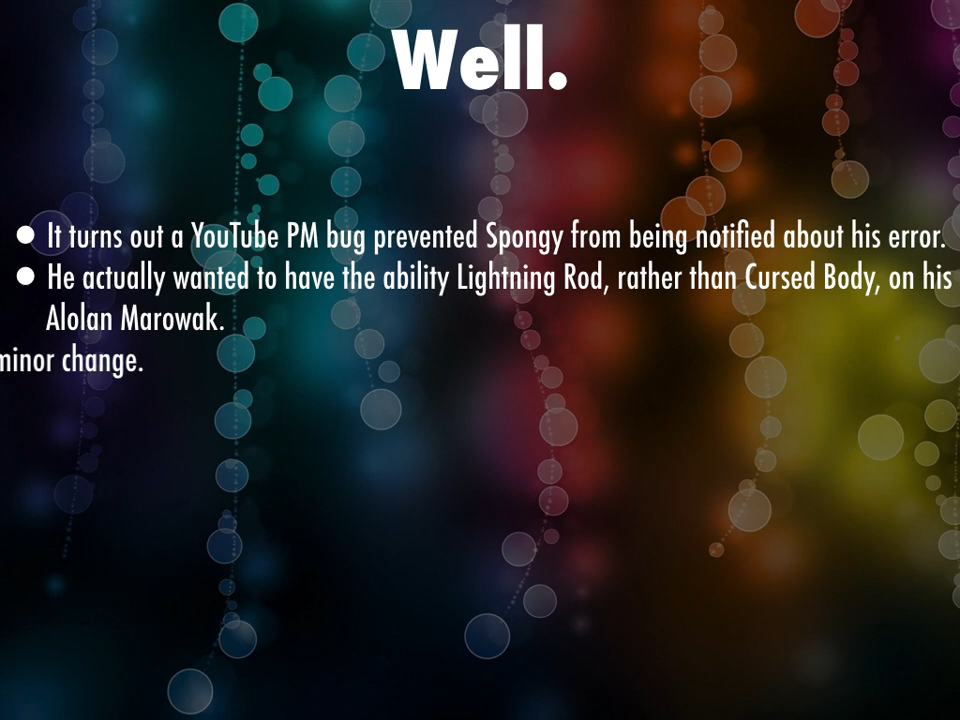 Well.
● It turns out a YouTube PM bug prevented Spongy from being notified about his error.
● He actually wanted to have the ability Lightning Rod, rather than Cursed Body, on his
Alolan Marowak.
minor change.